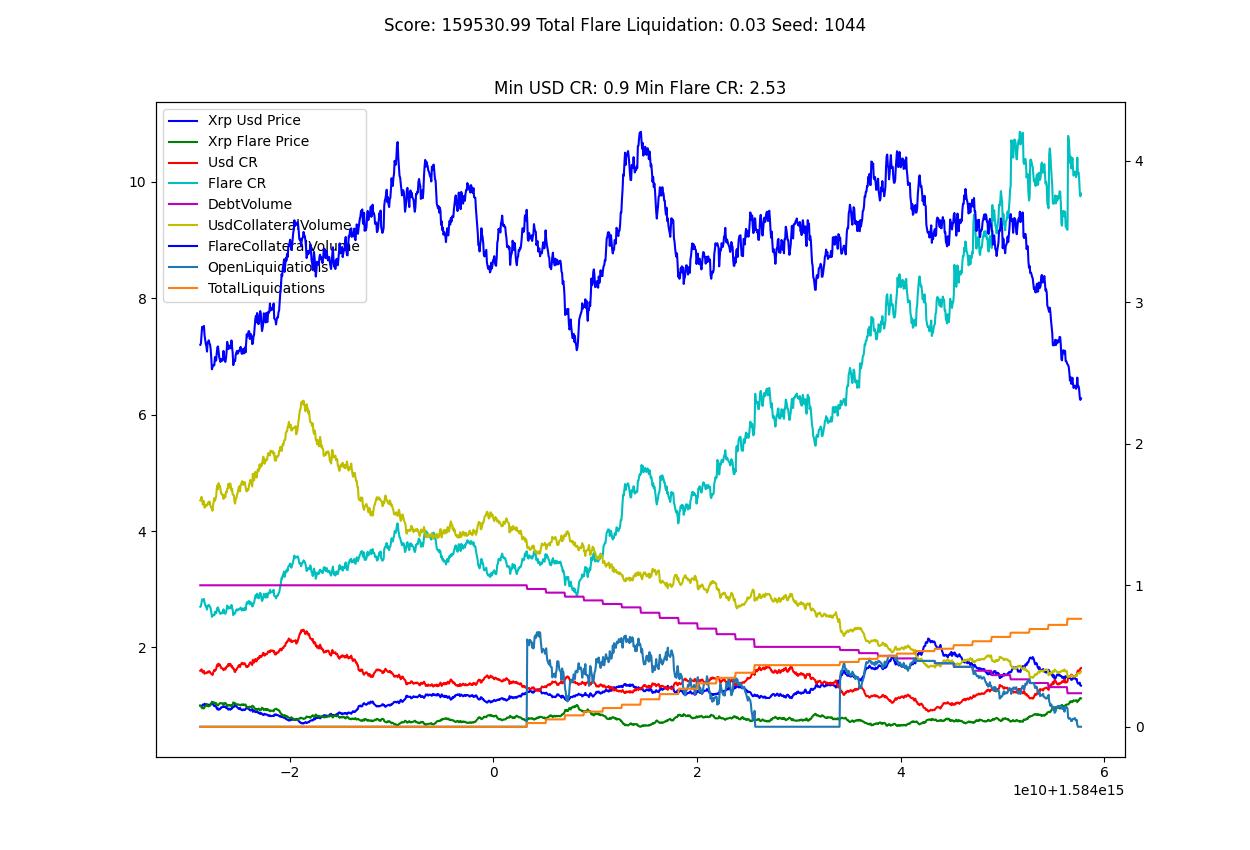 Score: 159530.99 Total Flare Liquidation: 0.03 Seed: 1044
Min USD CR: 0.9 Min Flare CR: 2.53
Xrp Usd Price
Xrp Flare Price
Usd CR
Flare CR
DebtVolume
UsdCollateralVolume
FlareCollateralVolume
OpenLiquidations
TotalLiquidations
10
8
6
4
2
4
3
2
1
0
−2
0
2
4
6
1e10+1.584e15